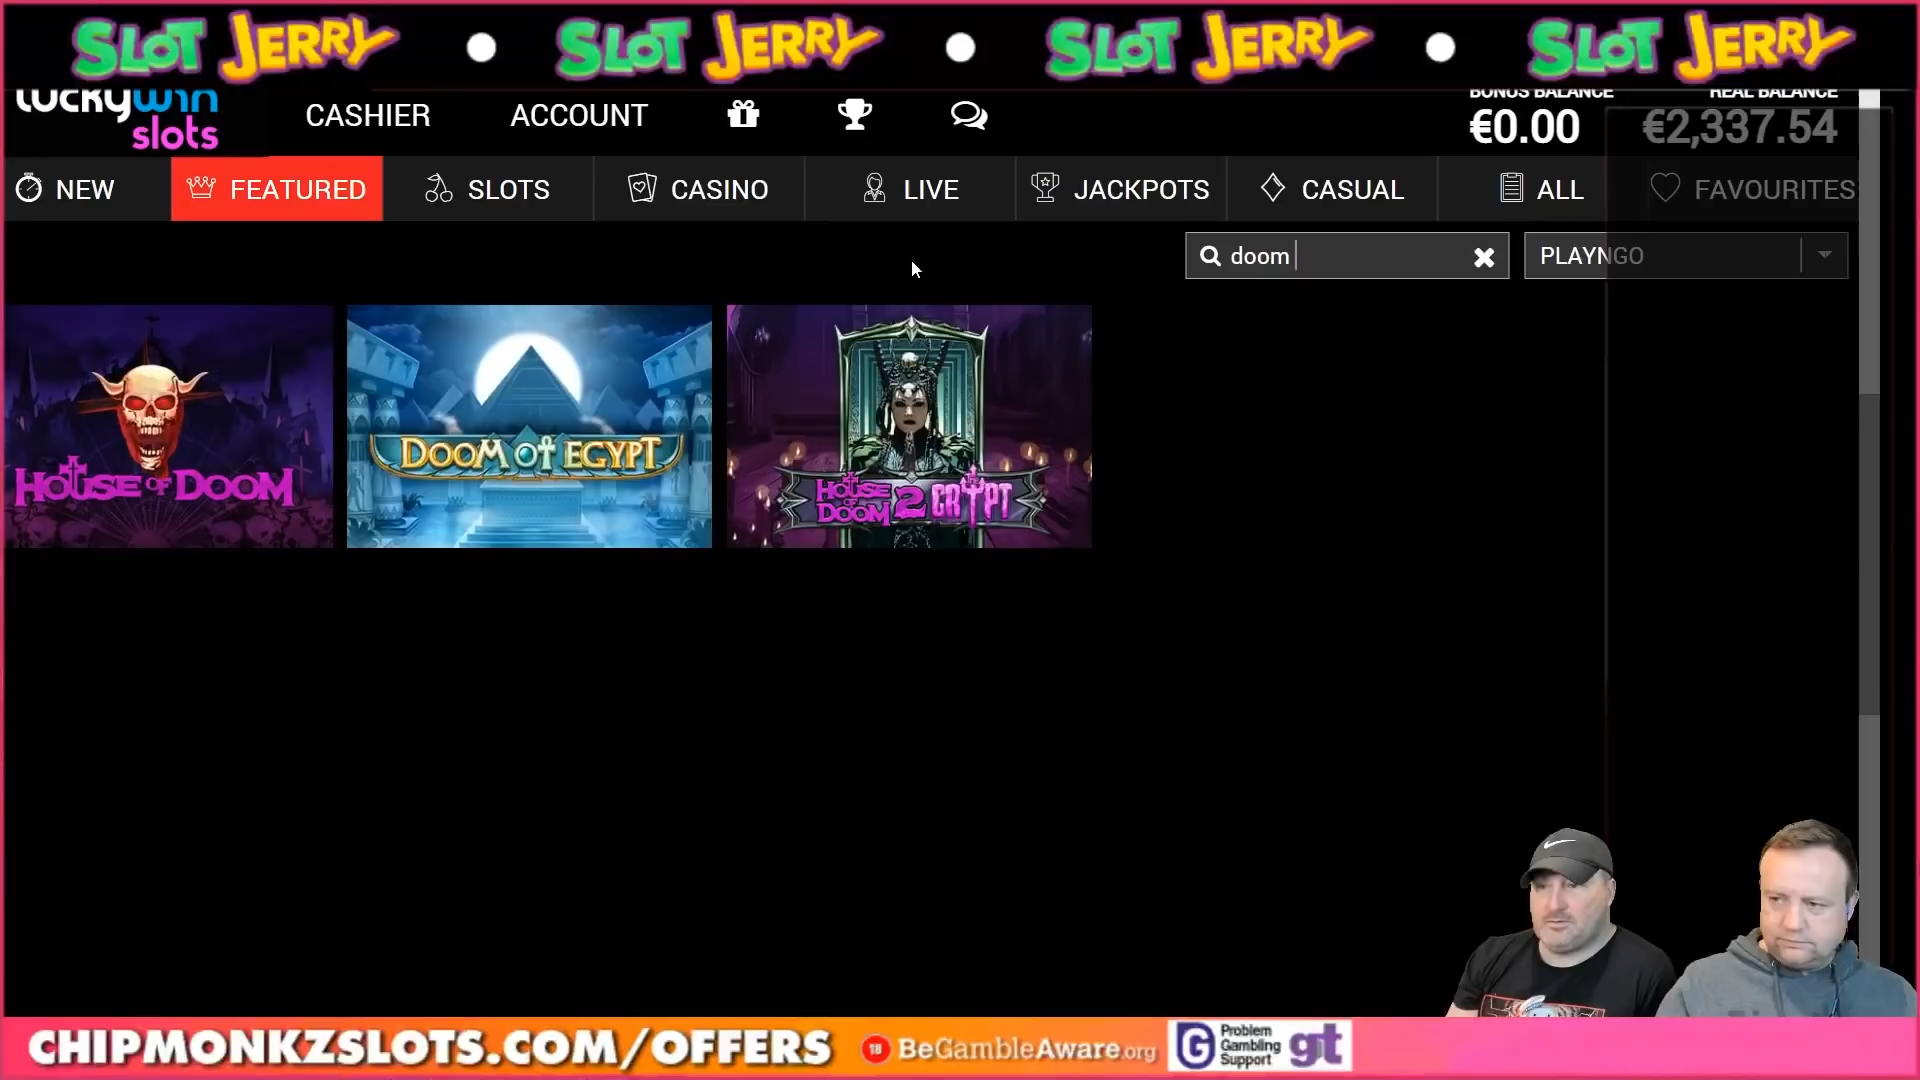 SLOT JERRY SLOT JERRY SLOT JERRY SLOT JERRY
luckywin
slots
CASHIER ACCOUNT
BONUS BALANCE REAL BALANCE
€0.00 €2,337.54
NEW FEATURED SLOTS CASINO LIVE JACKPOTS CASUAL ALL FAVOURITES
doom PLAYNGO
HOUSE OF DOOM
DOOM OF EGYPT
HOUSE OF DOOM 2 THE CRYPT
CHIPMONKZSLOTS.COM/OFFERS 18 BeGambleAware.org G Problem Gambling Support gt